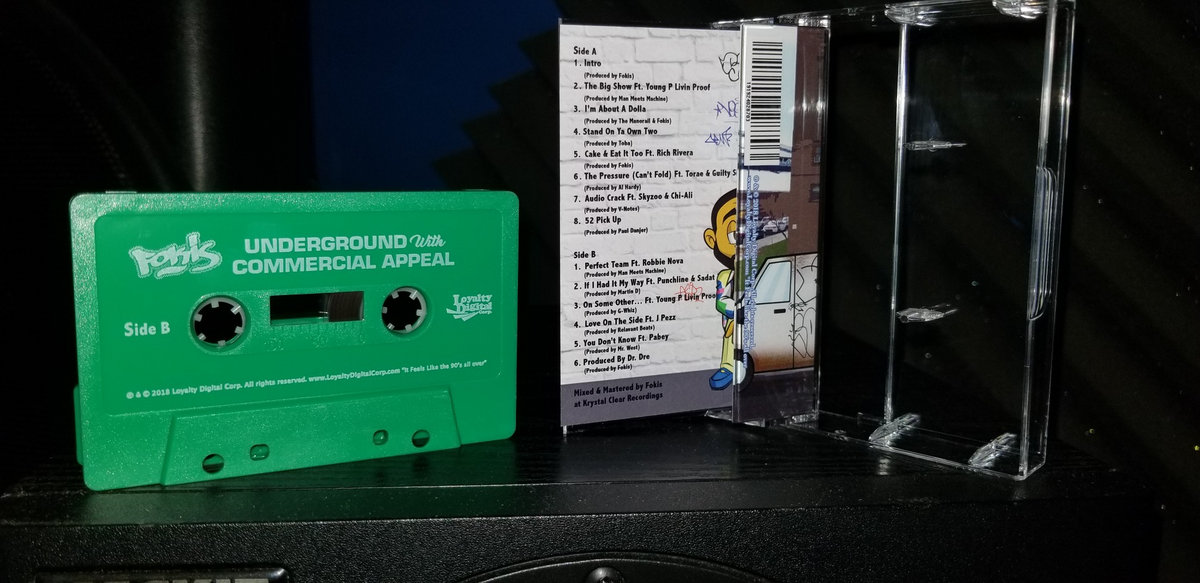 Fokis
UNDERGROUND With
COMMERCIAL APPEAL
Side B
Loyalty
Digital
Corp.
℗ & © 2018 Loyalty Digital Corp. All rights reserved. www.LoyaltyDigitalCorp.com "It Feels Like the 90's all over"
Side A
1. Intro
(Produced by Fokis)
2. The Big Show Ft. Young P Livin Proof
(Produced by Man Meets Machine)
3. I'm About A Dolla
(Produced by The Manorall & Fokis)
4. Stand On Ya Own Two
(Produced by Toba)
5. Cake & Eat It Too Ft. Rich Rivera
(Produced by Fokis)
6. The Pressure (Can't Fold) Ft. Torae & Guilty S
(Produced by Al Hardy)
7. Audio Crack Ft. Skyzoo & Chi-Ali
(Produced by V-Notes)
8. 52 Pick Up
(Produced by Paul Danjer)
Side B
1. Perfect Team Ft. Robbie Nova
(Produced by Man Meets Machine)
2. If I Had It My Way Ft. Punchline & Sadat
(Produced by Martin D)
3. On Some Other... Ft. Young P Livin Proof
(Produced by G-Whiz)
4. Love On The Side Ft. J Pezz
(Produced by Relevant Beats)
5. You Don't Know Ft. Pabey
(Produced by Mr. West)
6. Produced By Dr. Dre
(Produced by Fokis)
Mixed & Mastered by Fokis
at Krystal Clear Recordings